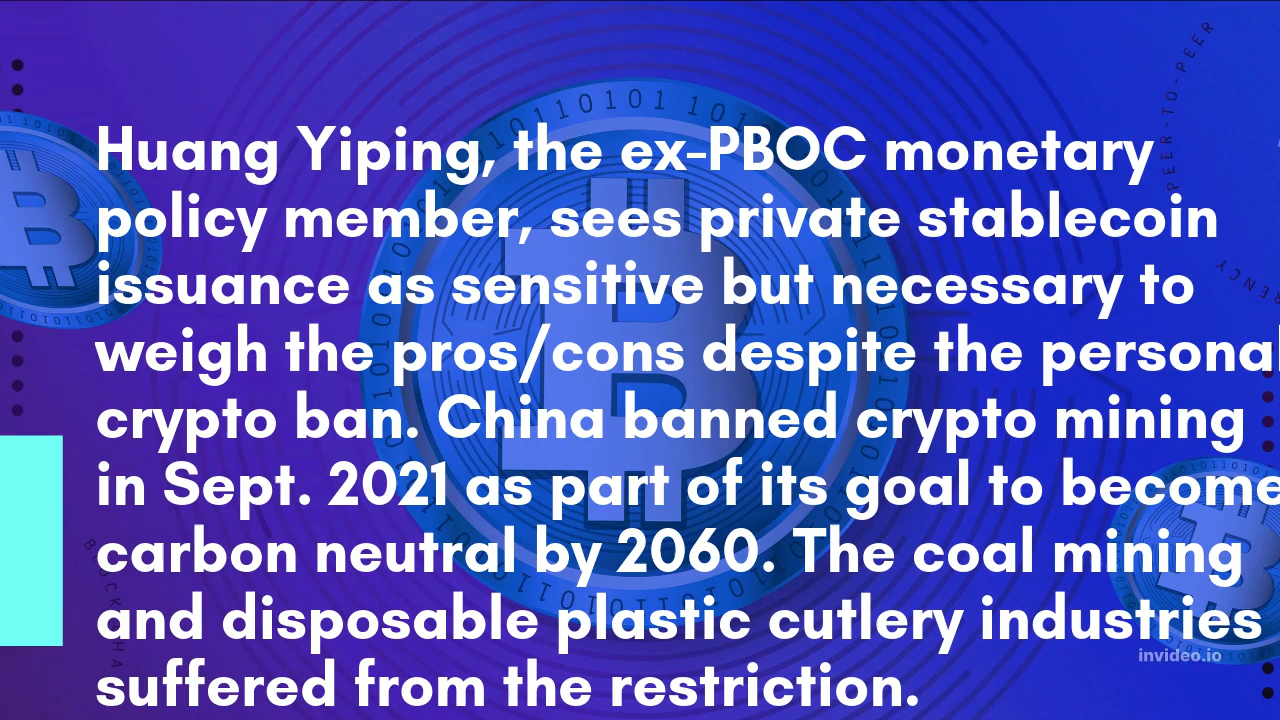 Huang Yiping, the ex-PBOC monetary
policy member, sees private stablecoin
issuance as sensitive but necessary to
weigh the pros/cons despite the personal
crypto ban. China banned crypto mining
in Sept. 2021 as part of its goal to become
carbon neutral by 2060. The coal mining
and disposable plastic cutlery industries
suffered from the restriction.
invideo.io
PEER-TO-PEER